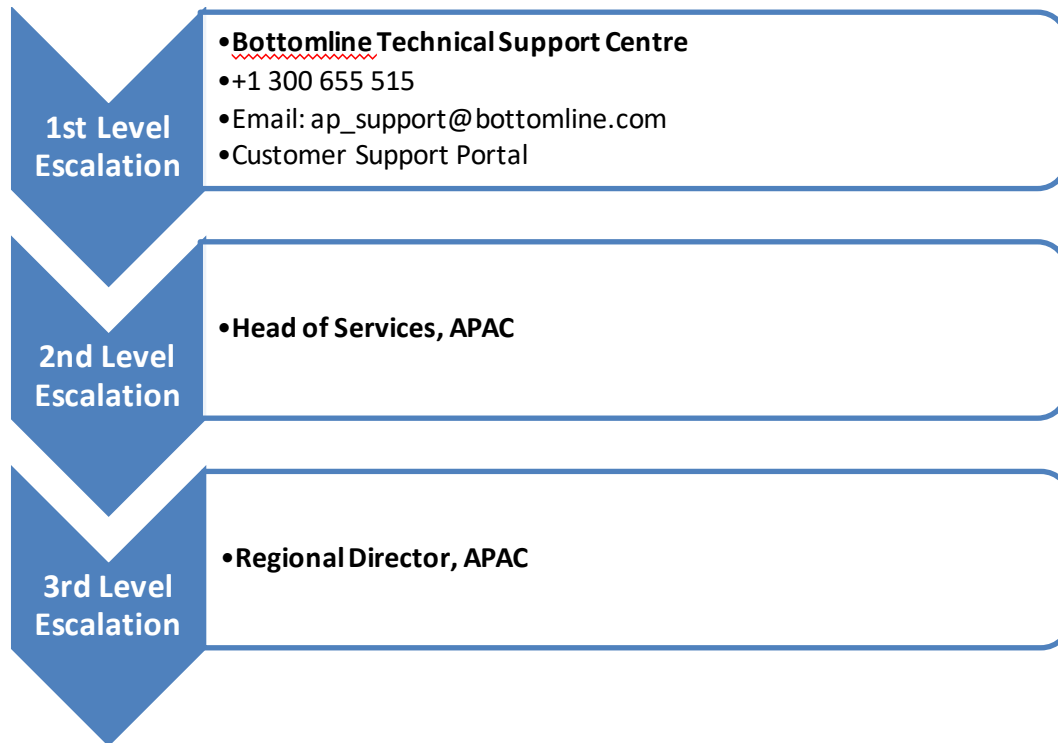 1st Level
Escalation
•Bottomline Technical Support Centre
•+1 300 655 515
•Email: ap_support@bottomline.com
•Customer Support Portal
2nd Level
Escalation
•Head of Services, APAC
3rd Level
Escalation
•Regional Director, APAC